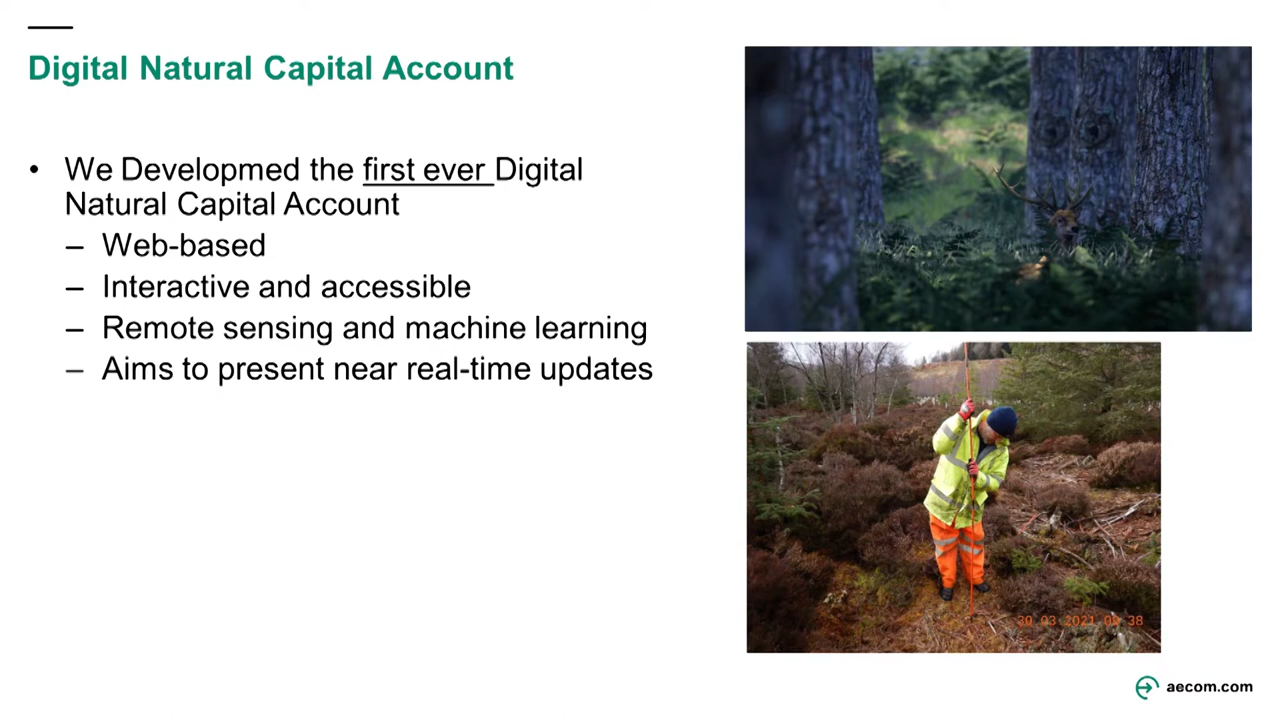 Digital Natural Capital Account
• We Developmed the first ever Digital
Natural Capital Account
– Web-based
– Interactive and accessible
– Remote sensing and machine learning
– Aims to present near real-time updates
30 03 2021 09 38
aecom.com